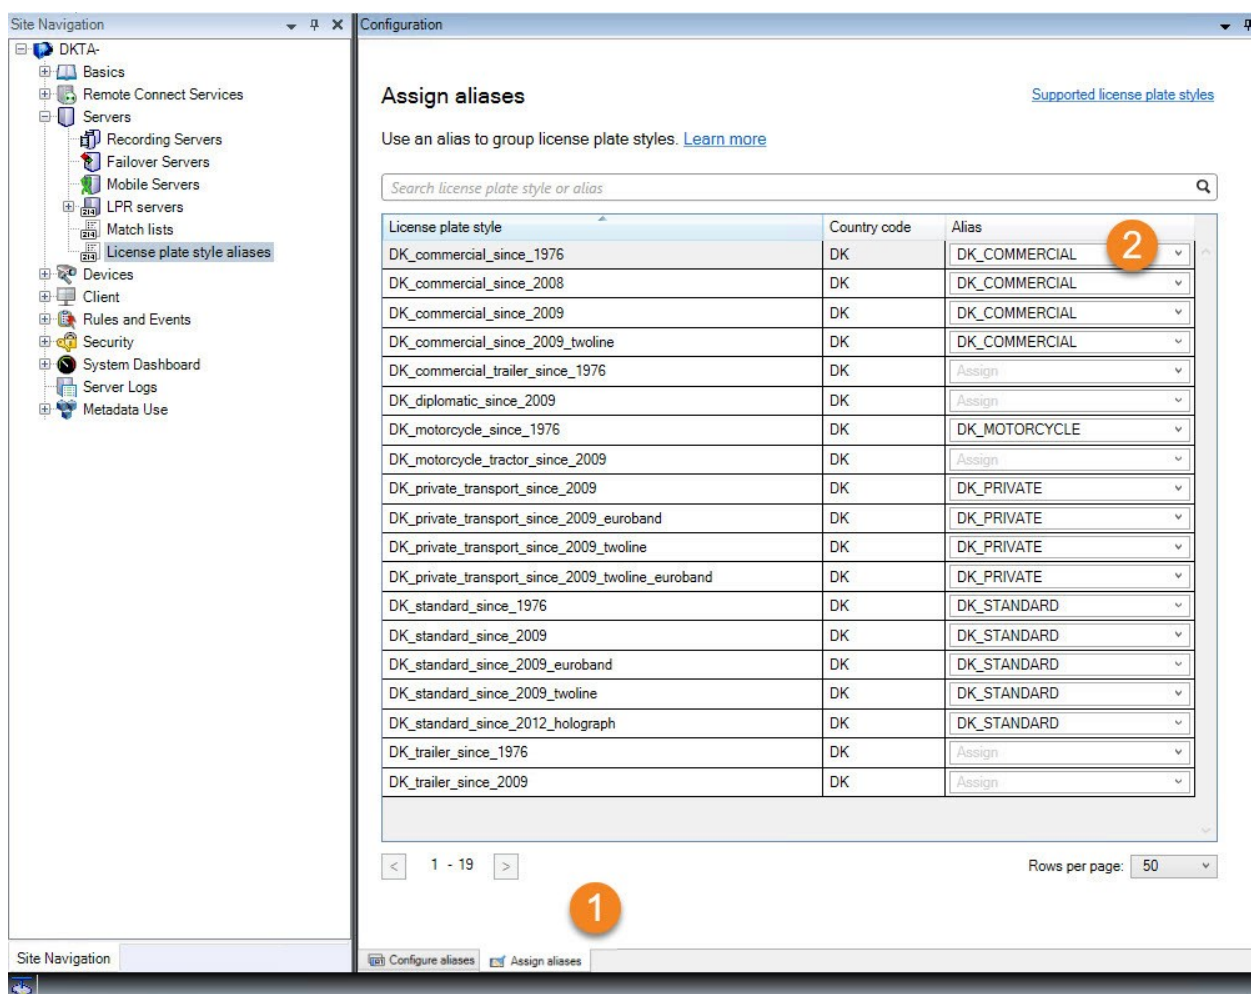 Site Navigation
DKTA-
Basics
Remote Connect Services
Servers
Recording Servers
Failover Servers
Mobile Servers
LPR servers
Match lists
License plate style aliases
Devices
Client
Rules and Events
Security
System Dashboard
Server Logs
Metadata Use
Site Navigation
Configuration
Assign aliases
Supported license plate styles
Use an alias to group license plate styles. Learn more
Search license plate style or alias
License plate style Country code Alias
DK_commercial_since_1976 DK DK_COMMERCIAL 2
DK_commercial_since_2008 DK DK_COMMERCIAL
DK_commercial_since_2009 DK DK_COMMERCIAL
DK_commercial_since_2009_twoline DK DK_COMMERCIAL
DK_commercial_trailer_since_1976 DK Assign
DK_diplomatic_since_2009 DK Assign
DK_motorcycle_since_1976 DK DK_MOTORCYCLE
DK_motorcycle_tractor_since_2009 DK Assign
DK_private_transport_since_2009 DK DK_PRIVATE
DK_private_transport_since_2009_euroband DK DK_PRIVATE
DK_private_transport_since_2009_twoline DK DK_PRIVATE
DK_private_transport_since_2009_twoline_euroband DK DK_PRIVATE
DK_standard_since_1976 DK DK_STANDARD
DK_standard_since_2009 DK DK_STANDARD
DK_standard_since_2009_euroband DK DK_STANDARD
DK_standard_since_2009_twoline DK DK_STANDARD
DK_standard_since_2012_holograph DK DK_STANDARD
DK_trailer_since_1976 DK Assign
DK_trailer_since_2009 DK Assign
< 1 - 19 > Rows per page: 50
1
Configure aliases Assign aliases